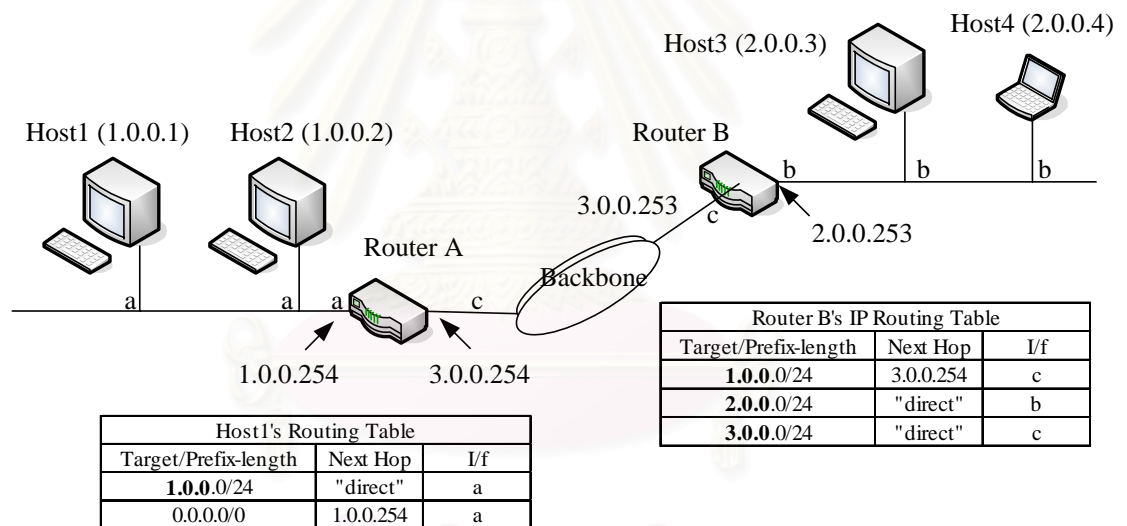 Host4 (2.0.0.4)
Host3 (2.0.0.3)
Host1 (1.0.0.1) Host2 (1.0.0.2) Router B
b b b
3.0.0.253
c
2.0.0.253
Router A
Backbone
a a a c
1.0.0.254 3.0.0.254
Router B's IP Routing Table
Target/Prefix-length Next Hop I/f
1.0.0.0/24 3.0.0.254 c
2.0.0.0/24 "direct" b
3.0.0.0/24 "direct" c
Host1's Routing Table
Target/Prefix-length Next Hop I/f
1.0.0.0/24 "direct" a
0.0.0.0/0 1.0.0.254 a